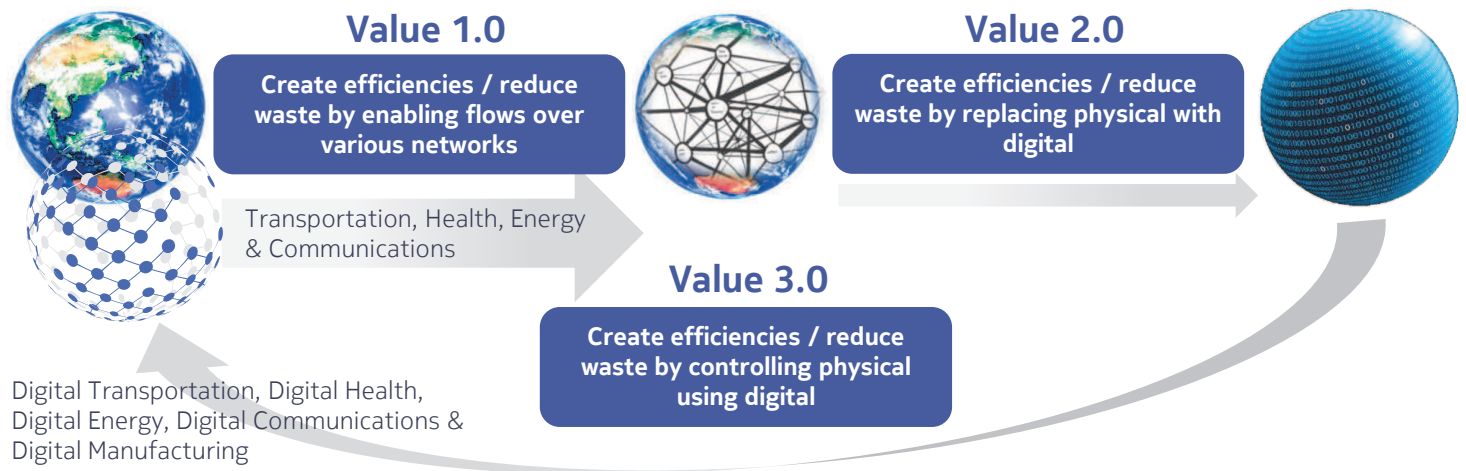 Value 1.0
Create efficiencies / reduce
waste by enabling flows over
various networks
Transportation, Health, Energy
& Communications
Value 2.0
Create efficiencies / reduce
waste by replacing physical with
digital
Value 3.0
Create efficiencies / reduce
waste by controlling physical
using digital
Digital Transportation, Digital Health,
Digital Energy, Digital Communications &
Digital Manufacturing